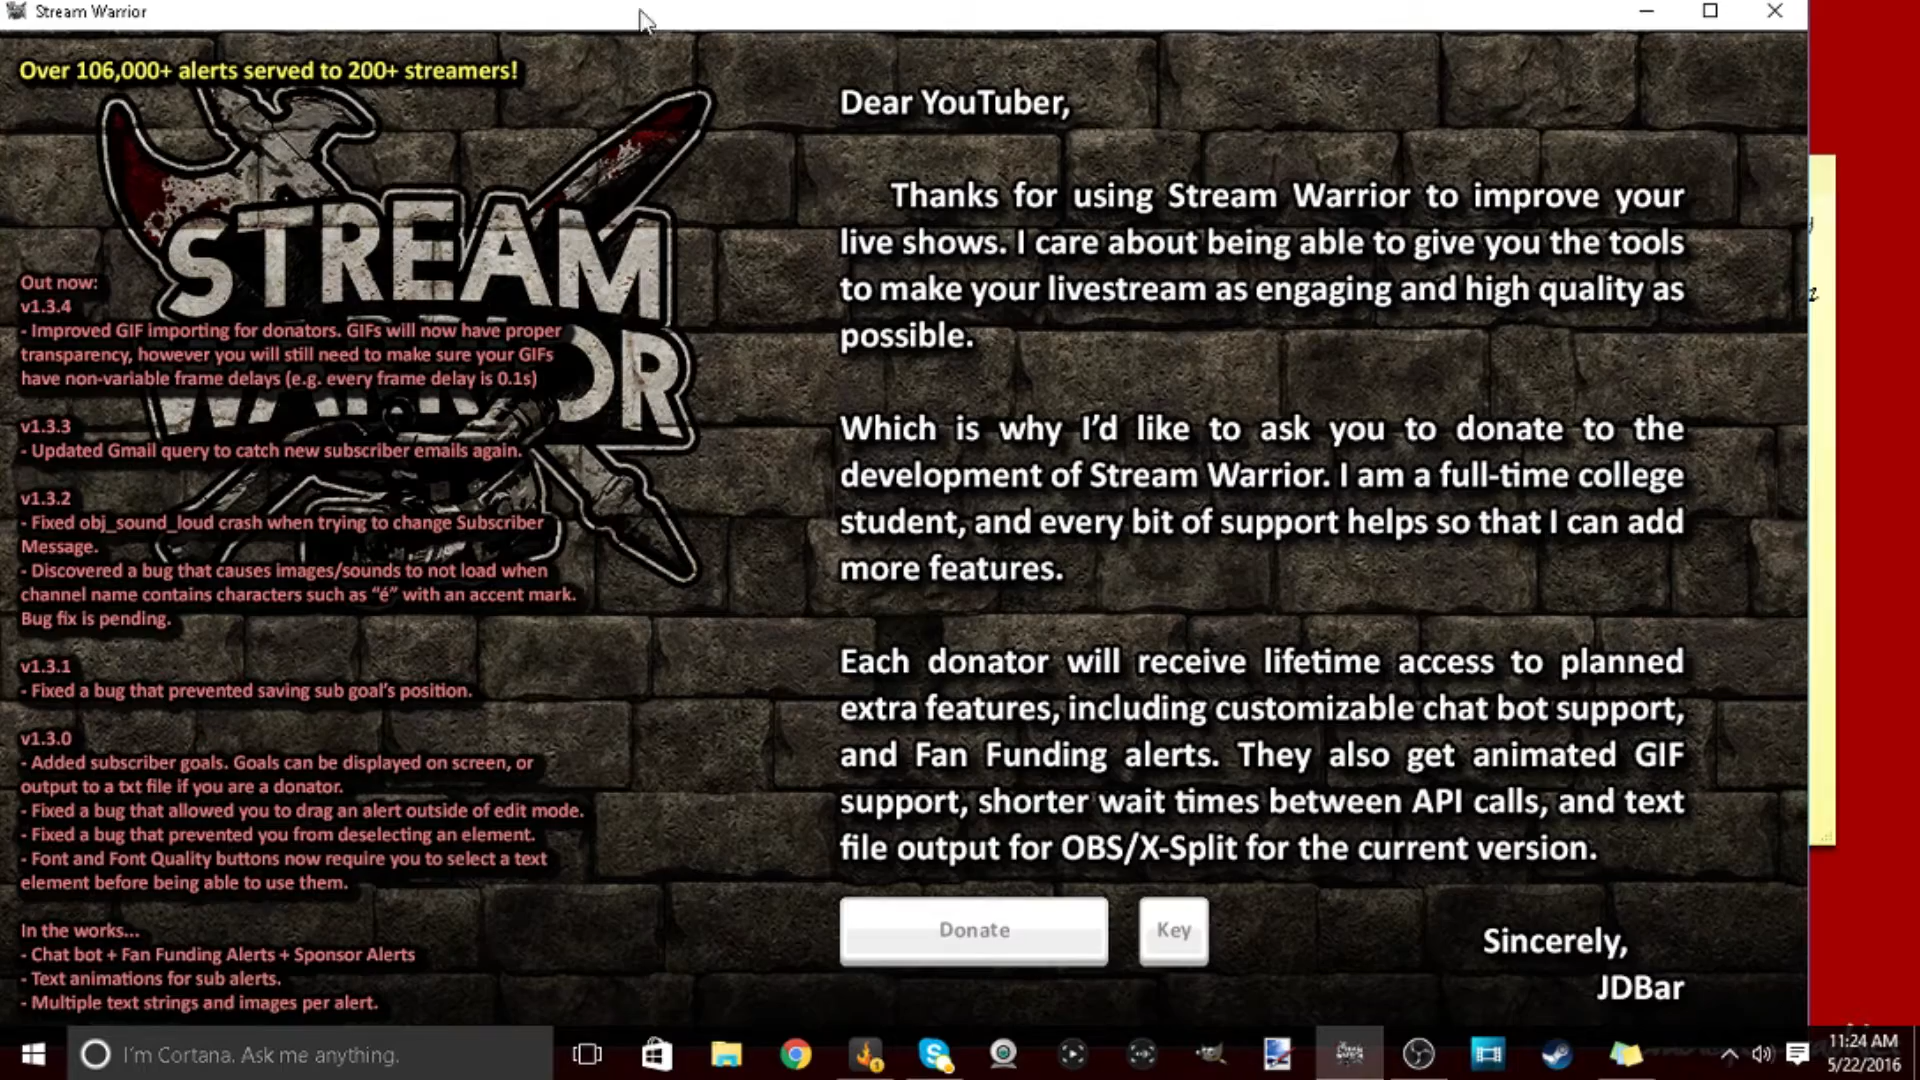 Stream Warrior
Over 106,000+ alerts served to 200+ streamers!
STREAM
WARRIOR
Out now:
v1.3.4
- Improved GIF importing for donators. GIFs will now have proper
transparency, however you will still need to make sure your GIFs
have non-variable frame delays (e.g. every frame delay is 0.1s)
v1.3.3
- Updated Gmail query to catch new subscriber emails again.
v1.3.2
- Fixed obj_sound_loud crash when trying to change Subscriber
Message.
- Discovered a bug that causes images/sounds to not load when
channel name contains characters such as “é” with an accent mark.
Bug fix is pending.
v1.3.1
- Fixed a bug that prevented saving sub goal's position.
v1.3.0
- Added subscriber goals. Goals can be displayed on screen, or
output to a txt file if you are a donator.
- Fixed a bug that allowed you to drag an alert outside of edit mode.
- Fixed a bug that prevented you from deselecting an element.
- Font and Font Quality buttons now require you to select a text
element before being able to use them.
In the works...
- Chat bot + Fan Funding Alerts + Sponsor Alerts
- Text animations for sub alerts.
- Multiple text strings and images per alert.
Dear YouTuber,
Thanks for using Stream Warrior to improve your
live shows. I care about being able to give you the tools
to make your livestream as engaging and high quality as
possible.
Which is why I’d like to ask you to donate to the
development of Stream Warrior. I am a full-time college
student, and every bit of support helps so that I can add
more features.
Each donator will receive lifetime access to planned
extra features, including customizable chat bot support,
and Fan Funding alerts. They also get animated GIF
support, shorter wait times between API calls, and text
file output for OBS/X-Split for the current version.
Donate
Key
Sincerely,
JDBar
I'm Cortana. Ask me anything.
11:24 AM
5/22/2016